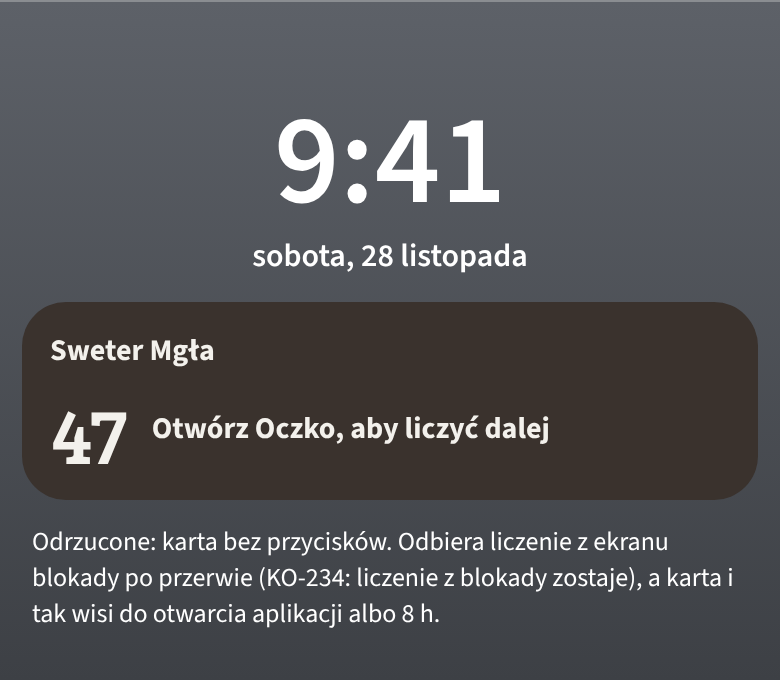 9:41
sobota, 28 listopada
Sweter Mgła
47 Otwórz Oczko, aby liczyć dalej
Odrzucone: karta bez przycisków. Odbiera liczenie z ekranu
blokady po przerwie (KO-234: liczenie z blokady zostaje), a karta i
tak wisi do otwarcia aplikacji albo 8 h.